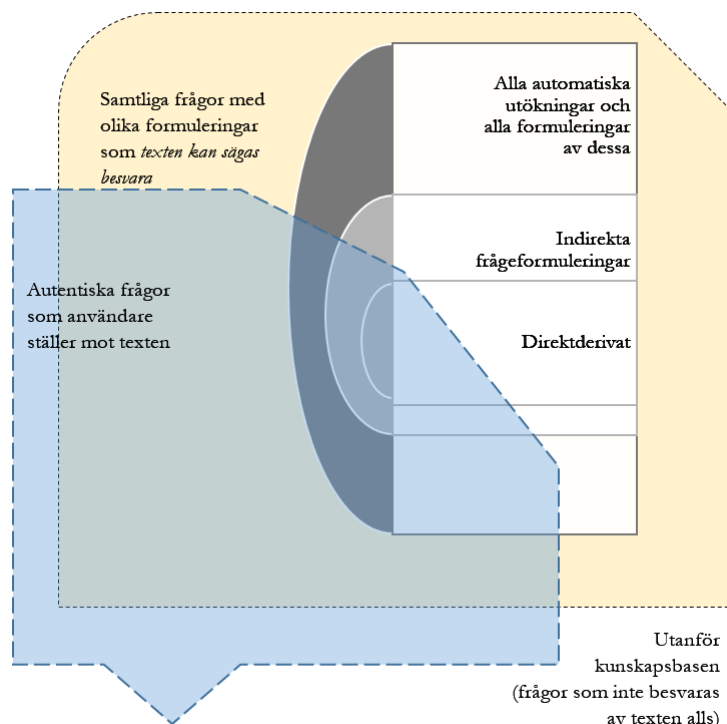 Samtliga frågor med
olika formuleringar
som texten kan sägas
besvara
Alla automatiska
utökningar och
alla formuleringar
av dessa
Indirekta
frågeformuleringar
Autentiska frågor
som användare
ställer mot texten
Direktderivat
Utanför
kunskapsbasen
(frågor som inte besvaras
av texten alls)